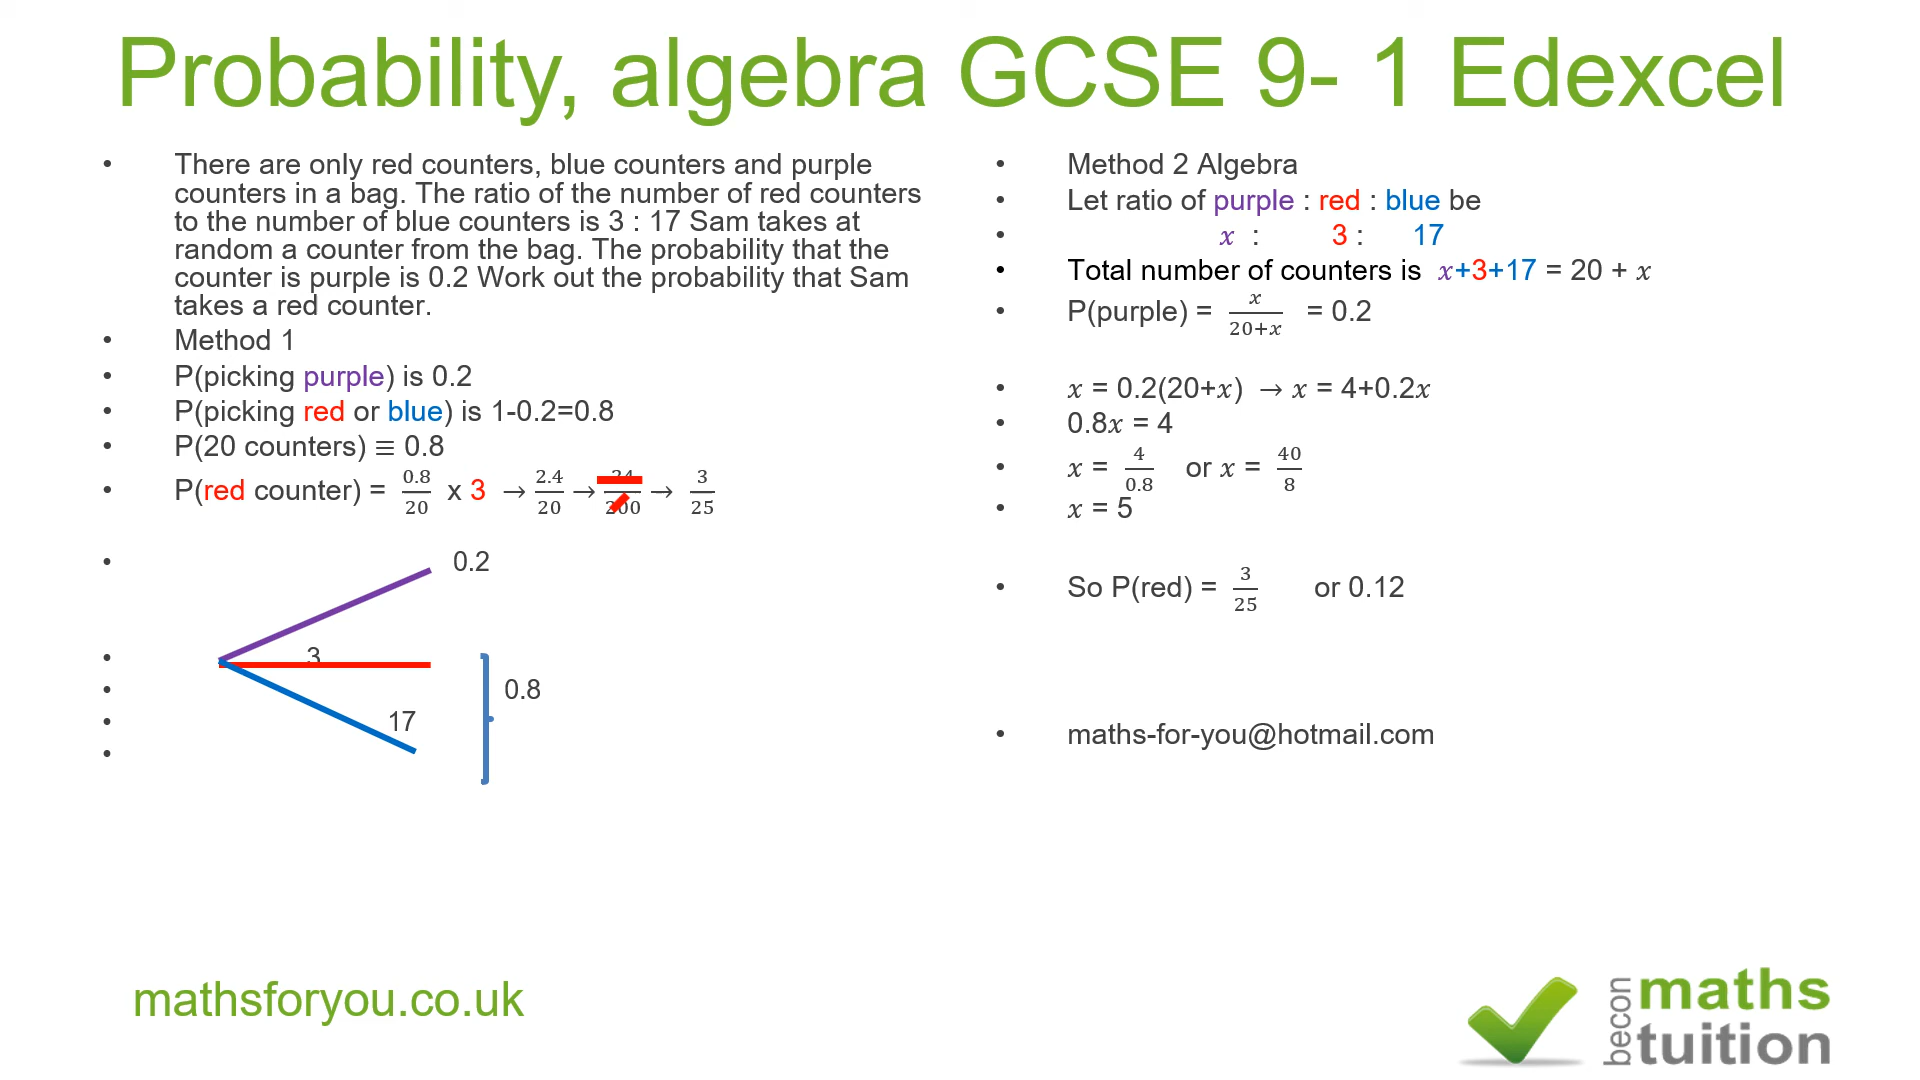 Probability, algebra GCSE 9- 1 Edexcel
• There are only red counters, blue counters and purple
counters in a bag. The ratio of the number of red counters
to the number of blue counters is 3 : 17 Sam takes at
random a counter from the bag. The probability that the
counter is purple is 0.2 Work out the probability that Sam
takes a red counter.
• Method 1
• P(picking purple) is 0.2
• P(picking red or blue) is 1-0.2=0.8
• P(20 counters) ≡ 0.8
• P(red counter) = 0.8/20 x 3 → 2.4/20 → 24/200 → 3/25
• 0.2
• 3
• 0.8
• 17
•
• Method 2 Algebra
• Let ratio of purple : red : blue be
• x : 3 : 17
• Total number of counters is x+3+17 = 20 + x
• P(purple) = x/20+x = 0.2
• x = 0.2(20+x) → x = 4+0.2x
• 0.8x = 4
• x = 4/0.8 or x = 40/8
• x = 5
• So P(red) = 3/25 or 0.12
• maths-for-you@hotmail.com
mathsforyou.co.uk
becon
maths
tuition